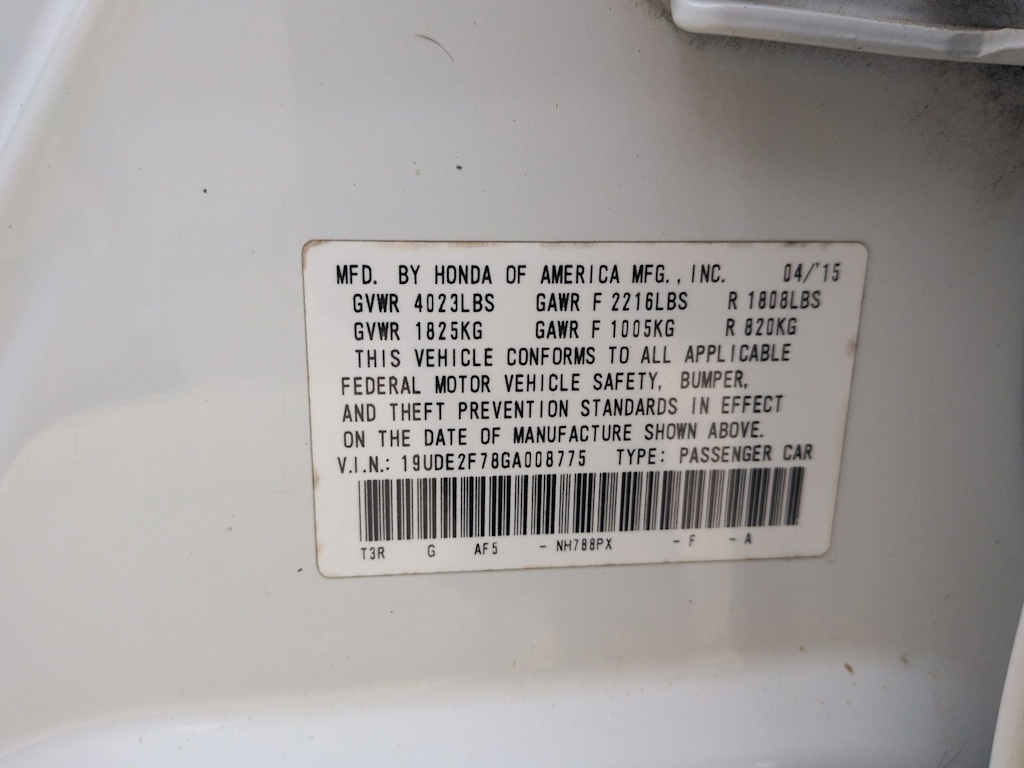 MFD. BY HONDA OF AMERICA MFG., INC. 04/'15
GVWR 4023LBS GAWR F 2216LBS R 1808LBS
GVWR 1825KG GAWR F 1005KG R 820KG
THIS VEHICLE CONFORMS TO ALL APPLICABLE
FEDERAL MOTOR VEHICLE SAFETY, BUMPER,
AND THEFT PREVENTION STANDARDS IN EFFECT
ON THE DATE OF MANUFACTURE SHOWN ABOVE.
V.I.N.: 19UDE2F78GA008775 TYPE: PASSENGER CAR
T3R G AF5 - NH788PX - F - A